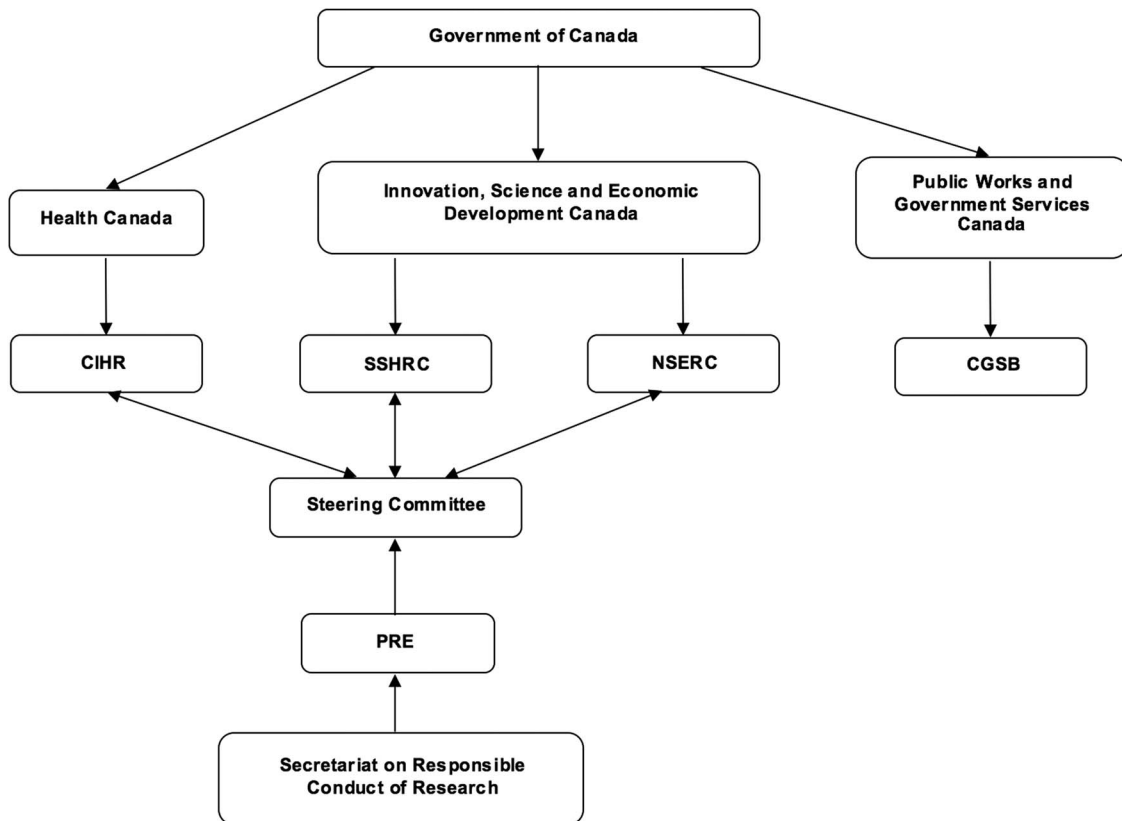 Government of Canada
Health Canada
Innovation, Science and Economic
Development Canada
Public Works and
Government Services
Canada
CIHR
SSHRC
NSERC
CGSB
Steering Committee
PRE
Secretariat on Responsible
Conduct of Research